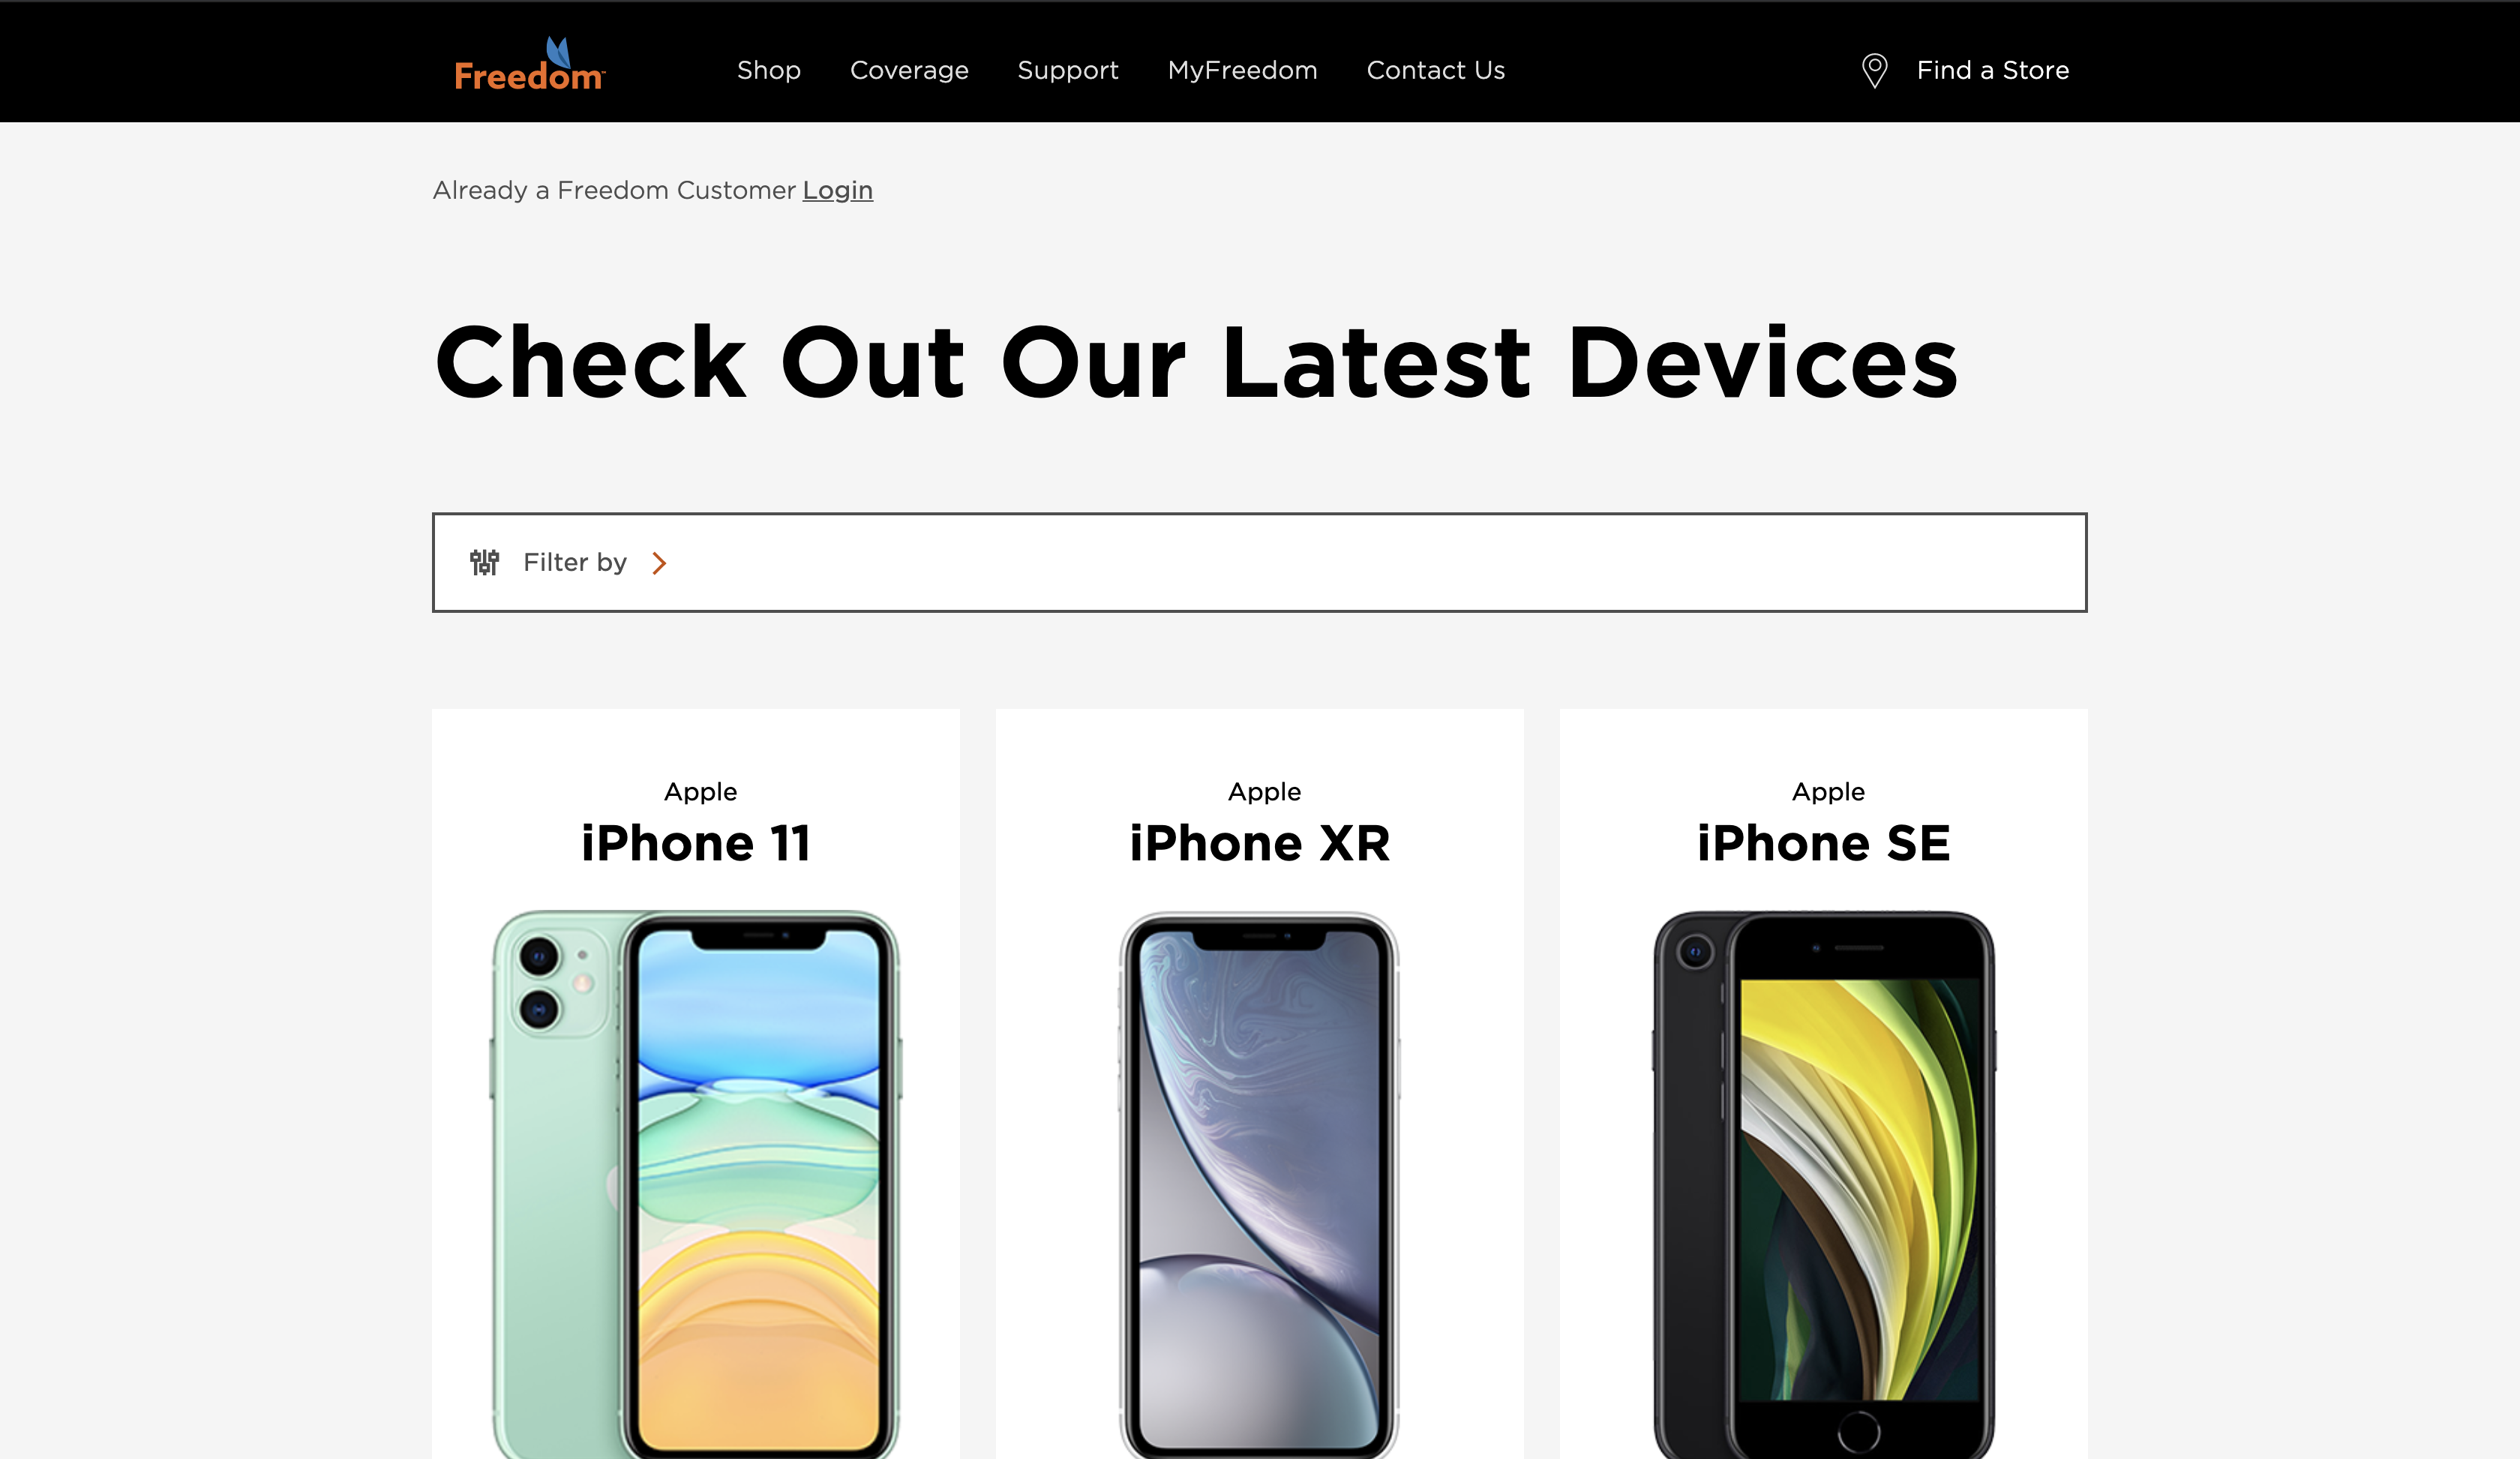 Freedom
Shop Coverage Support MyFreedom Contact Us Find a Store
Already a Freedom Customer Login
Check Out Our Latest Devices
Filter by
Apple
iPhone 11
Apple
iPhone XR
Apple
iPhone SE